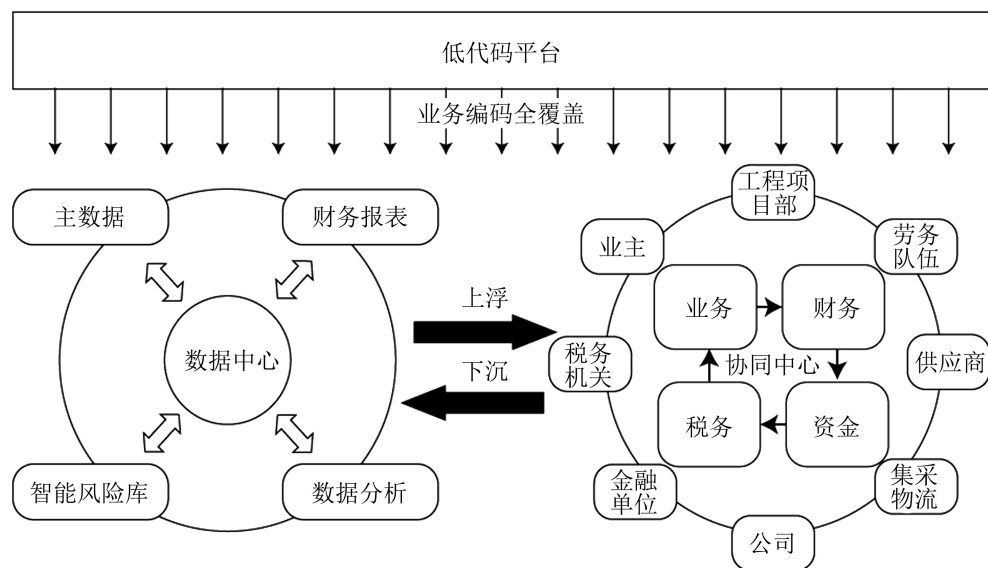 低代码平台
业务编码全覆盖
主数据
财务报表
数据中心
智能风险库
数据分析
上浮
下沉
工程项
目部
业主
劳务
队伍
业务
财务
税务
机关
协同中心
供应商
税务
资金
金融
单位
集采
物流
公司